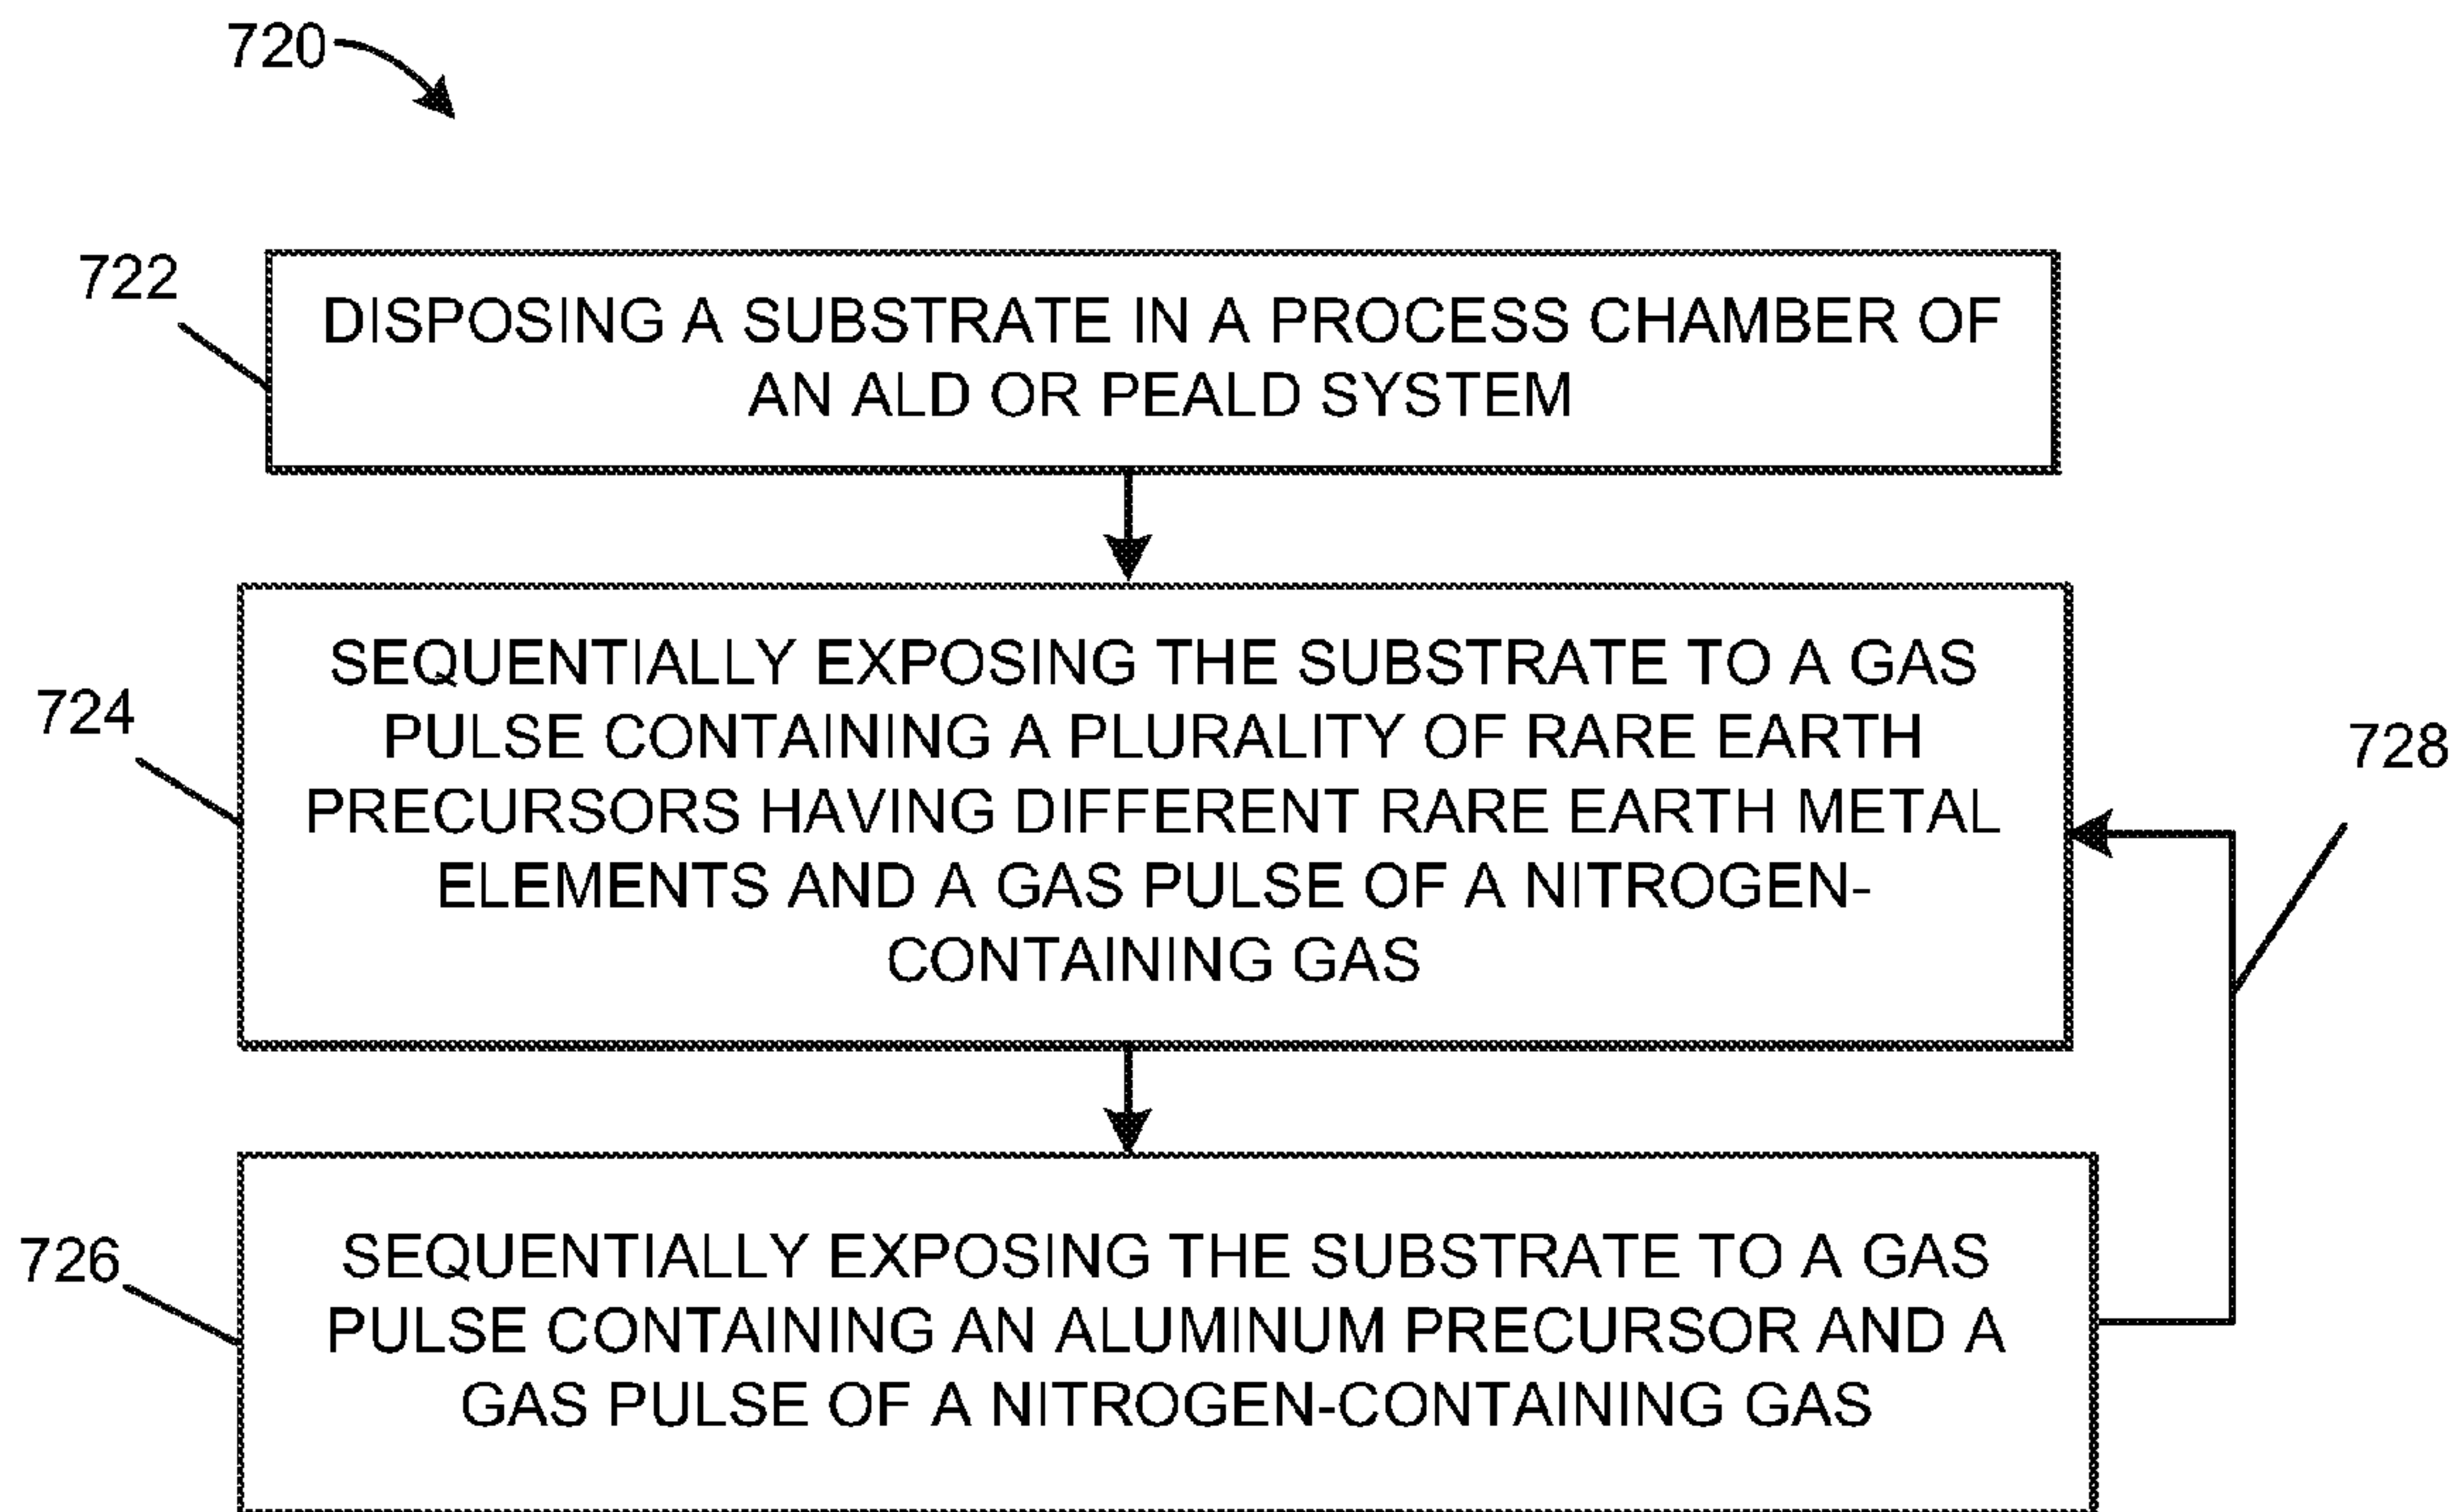 720
722
DISPOSING A SUBSTRATE IN A PROCESS CHAMBER OF
AN ALD OR PEALD SYSTEM
724
SEQUENTIALLY EXPOSING THE SUBSTRATE TO A GAS
PULSE CONTAINING A PLURALITY OF RARE EARTH
PRECURSORS HAVING DIFFERENT RARE EARTH METAL
ELEMENTS AND A GAS PULSE OF A NITROGEN-
CONTAINING GAS
728
726
SEQUENTIALLY EXPOSING THE SUBSTRATE TO A GAS
PULSE CONTAINING AN ALUMINUM PRECURSOR AND A
GAS PULSE OF A NITROGEN-CONTAINING GAS